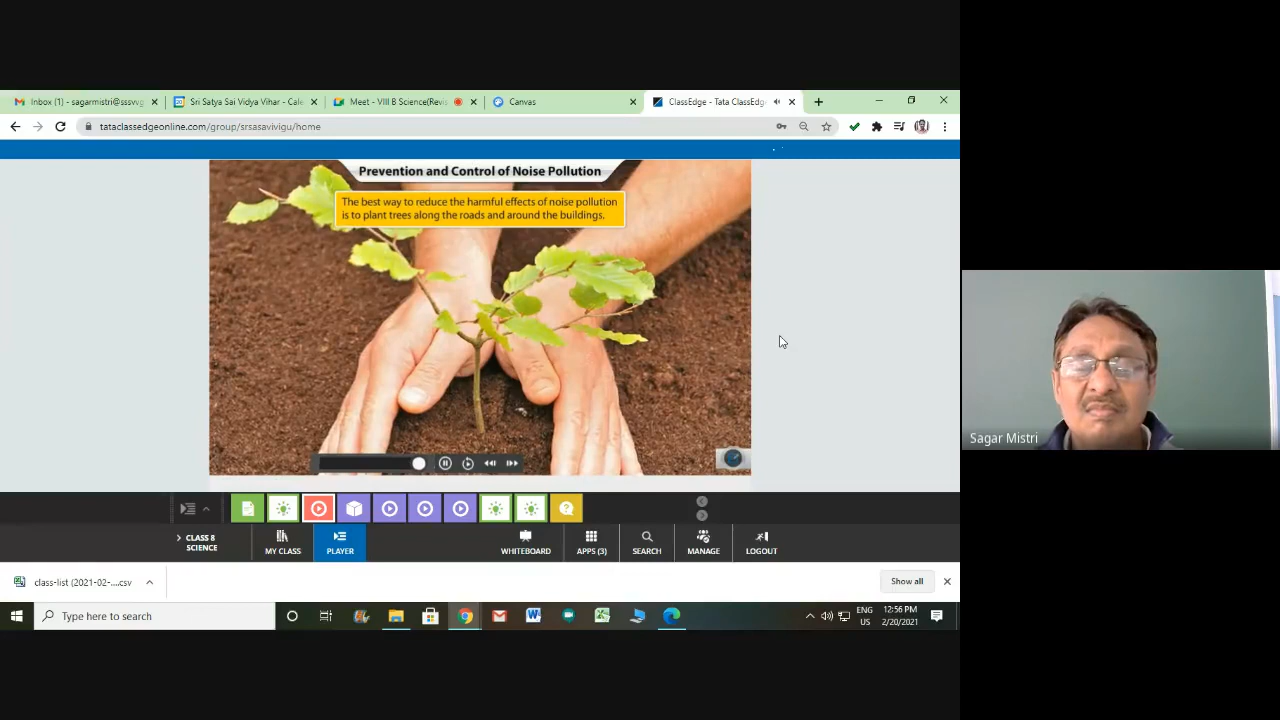 Inbox (1) - sagarmistri@sssvvg
Sri Satya Sai Vidya Vihar - Cale
Meet - VIII B Science(Revis
Canvas
ClassEdge - Tata ClassEdg
tataclassedgeonline.com/group/srsasavivigu/home
Prevention and Control of Noise Pollution
The best way to reduce the harmful effects of noise pollution
is to plant trees along the roads and around the buildings.
Sagar Mistri
CLASS 8
SCIENCE
MY CLASS
PLAYER
WHITEBOARD
APPS (3)
SEARCH
MANAGE
LOGOUT
class-list (2021-02-....csv
Show all
Type here to search
ENG
US
12:56 PM
2/20/2021